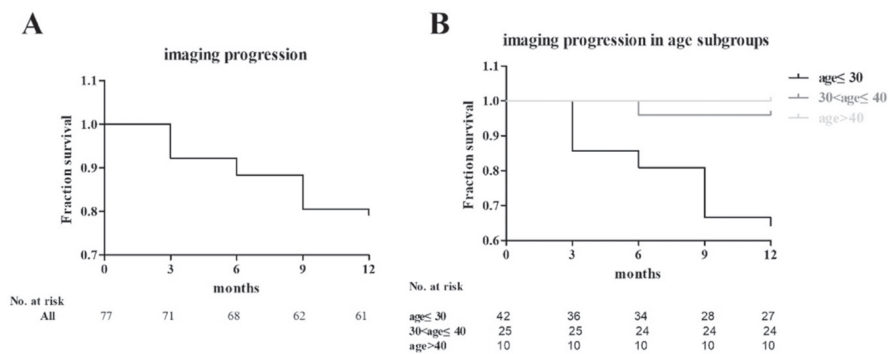 A
imaging progression
1.1
1.0
0.9
0.8
0.7
Fraction survival
0 3 6 9 12
months
No. at risk
All 77 71 68 62 61
B
imaging progression in age subgroups
1.1
1.0
0.9
0.8
0.7
0.6
Fraction survival
0 3 6 9 12
months
age≤ 30
30<age≤ 40
age>40
No. at risk
age≤ 30 42 36 34 28 27
30<age≤ 40 25 25 24 24 24
age>40 10 10 10 10 10